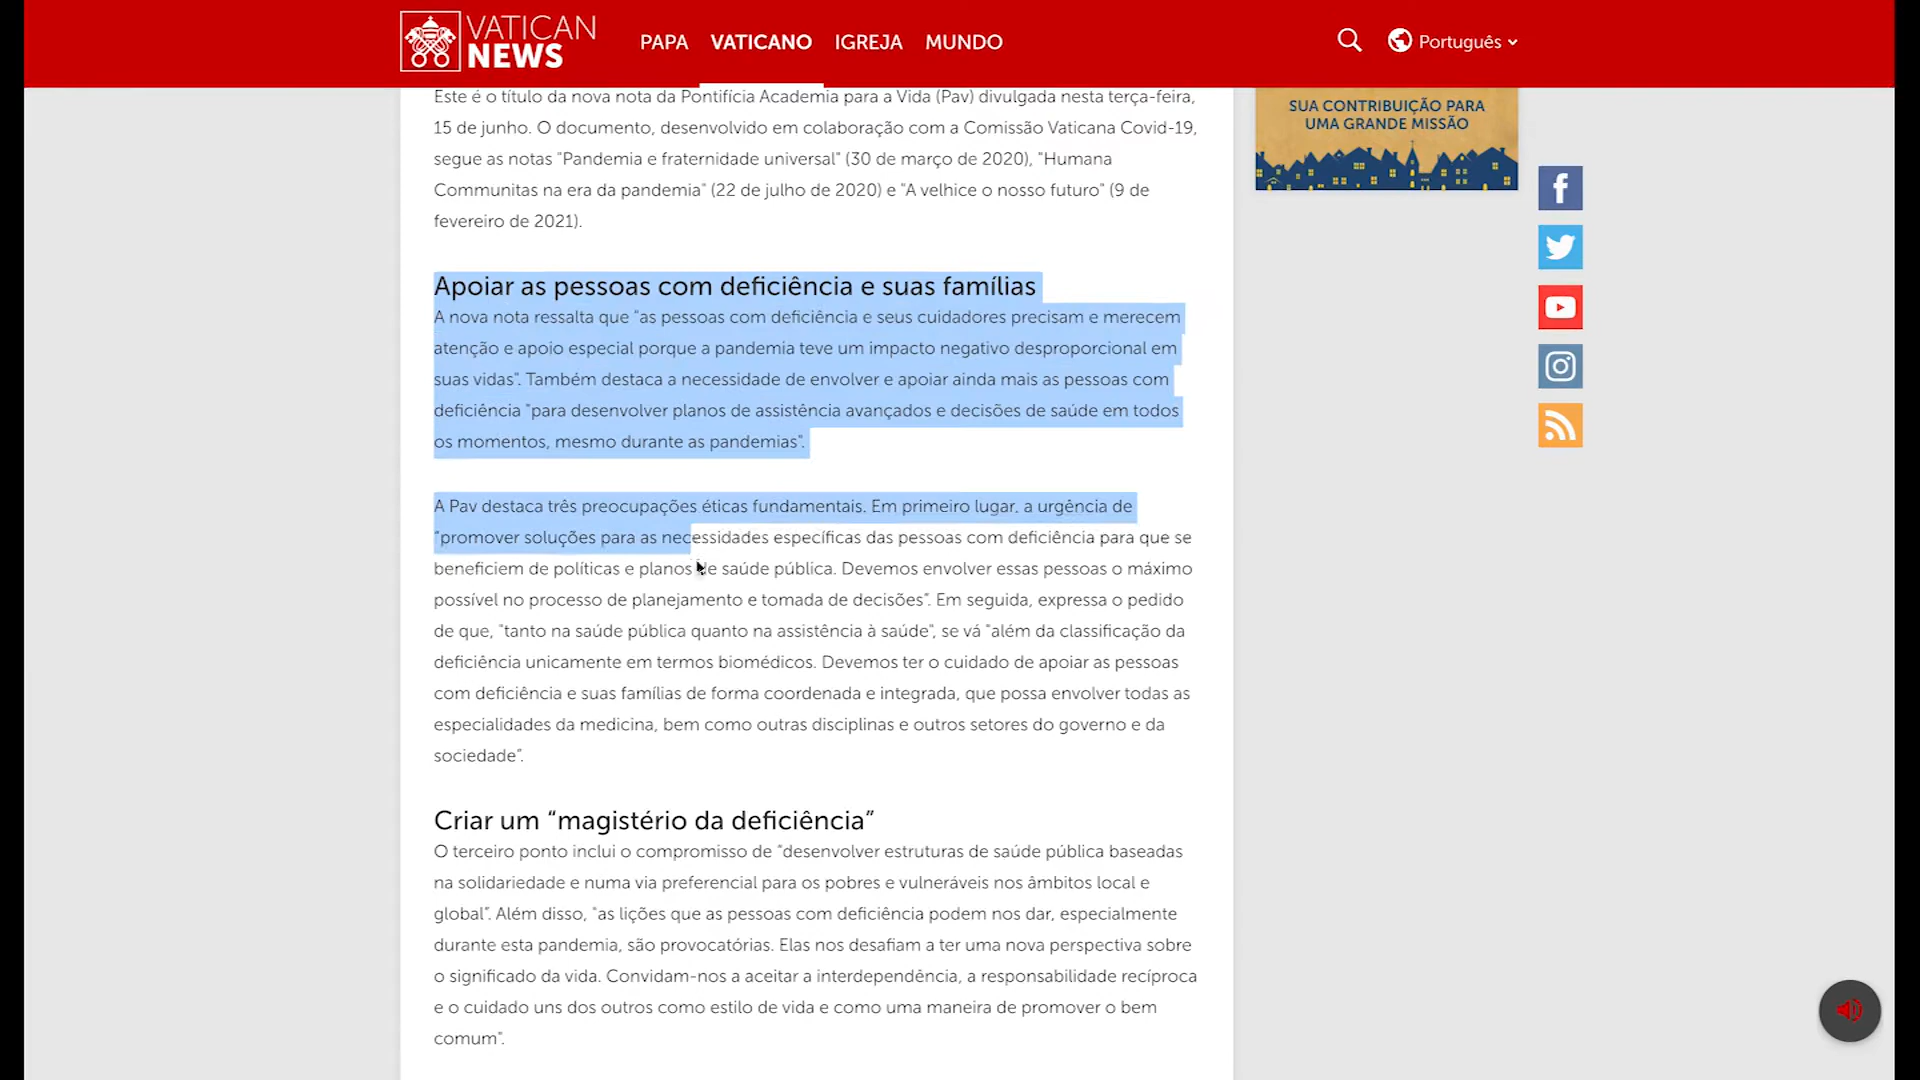 VATICAN
NEWS
PAPA
VATICANO
IGREJA
MUNDO
Português
Este é o título da nova nota da Pontifícia Academia para a Vida (Pav) divulgada nesta terça-feira,
15 de junho. O documento, desenvolvido em colaboração com a Comissão Vaticana Covid-19,
segue as notas "Pandemia e fraternidade universal" (30 de março de 2020), "Humana
Communitas na era da pandemia" (22 de julho de 2020) e "A velhice o nosso futuro" (9 de
fevereiro de 2021).
SUA CONTRIBUIÇÃO PARA
UMA GRANDE MISSÃO
Apoiar as pessoas com deficiência e suas famílias
A nova nota ressalta que "as pessoas com deficiência e seus cuidadores precisam e merecem
atenção e apoio especial porque a pandemia teve um impacto negativo desproporcional em
suas vidas". Também destaca a necessidade de envolver e apoiar ainda mais as pessoas com
deficiência "para desenvolver planos de assistência avançados e decisões de saúde em todos
os momentos, mesmo durante as pandemias".
A Pav destaca três preocupações éticas fundamentais. Em primeiro lugar, a urgência de
“promover soluções para as necessidades específicas das pessoas com deficiência para que se
beneficiem de políticas e planos de saúde pública. Devemos envolver essas pessoas o máximo
possível no processo de planejamento e tomada de decisões”. Em seguida, expressa o pedido
de que, "tanto na saúde pública quanto na assistência à saúde", se vá "além da classificação da
deficiência unicamente em termos biomédicos. Devemos ter o cuidado de apoiar as pessoas
com deficiência e suas famílias de forma coordenada e integrada, que possa envolver todas as
especialidades da medicina, bem como outras disciplinas e outros setores do governo e da
sociedade”.
Criar um “magistério da deficiência”
O terceiro ponto inclui o compromisso de “desenvolver estruturas de saúde pública baseadas
na solidariedade e numa via preferencial para os pobres e vulneráveis nos âmbitos local e
global”. Além disso, “as lições que as pessoas com deficiência podem nos dar, especialmente
durante esta pandemia, são provocatórias. Elas nos desafiam a ter uma nova perspectiva sobre
o significado da vida. Convidam-nos a aceitar a interdependência, a responsabilidade recíproca
e o cuidado uns dos outros como estilo de vida e como uma maneira de promover o bem
comum".